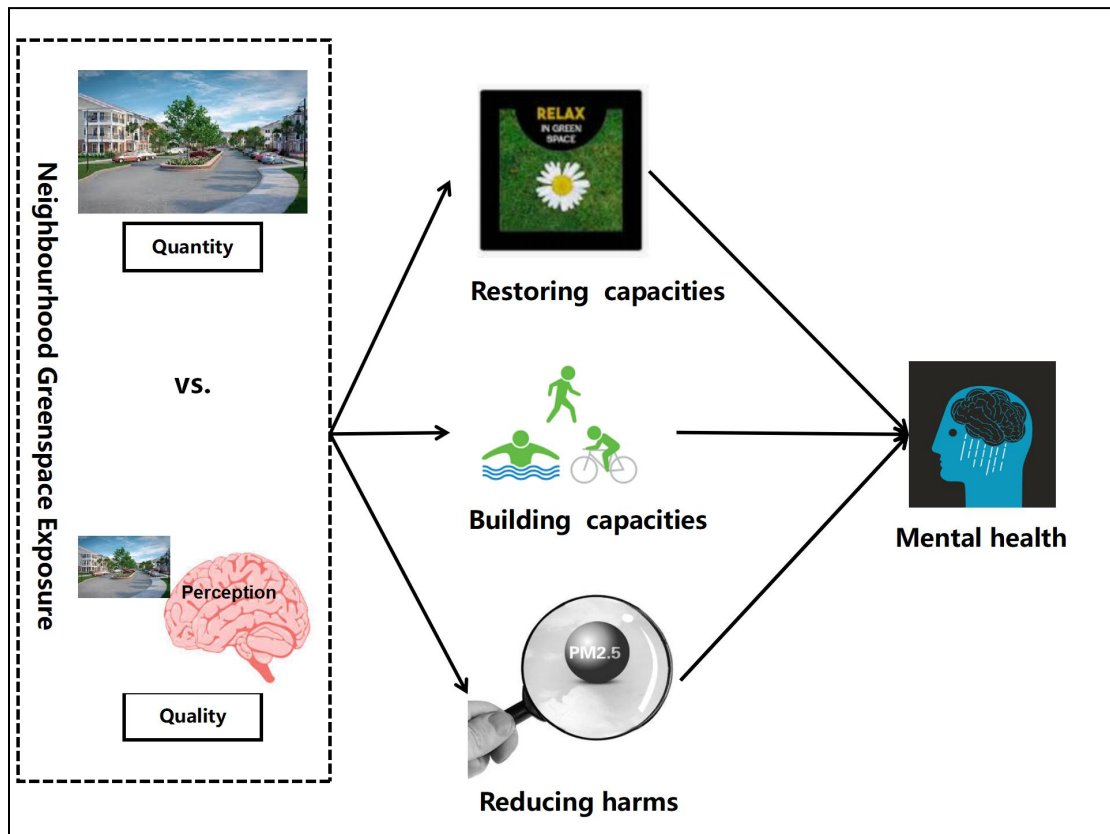 Neighbourhood Greenspace Exposure
Quantity
vs.
Perception
Quality
RELAX
IN GREEN
SPACE
Restoring capacities
Building capacities
PM2.5
Reducing harms
Mental health